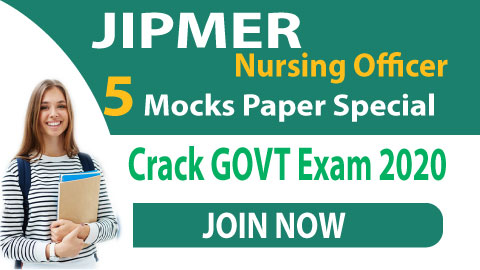 JIPMER
Nursing Officer
5 Mocks Paper Special
Crack GOVT Exam 2020
JOIN NOW